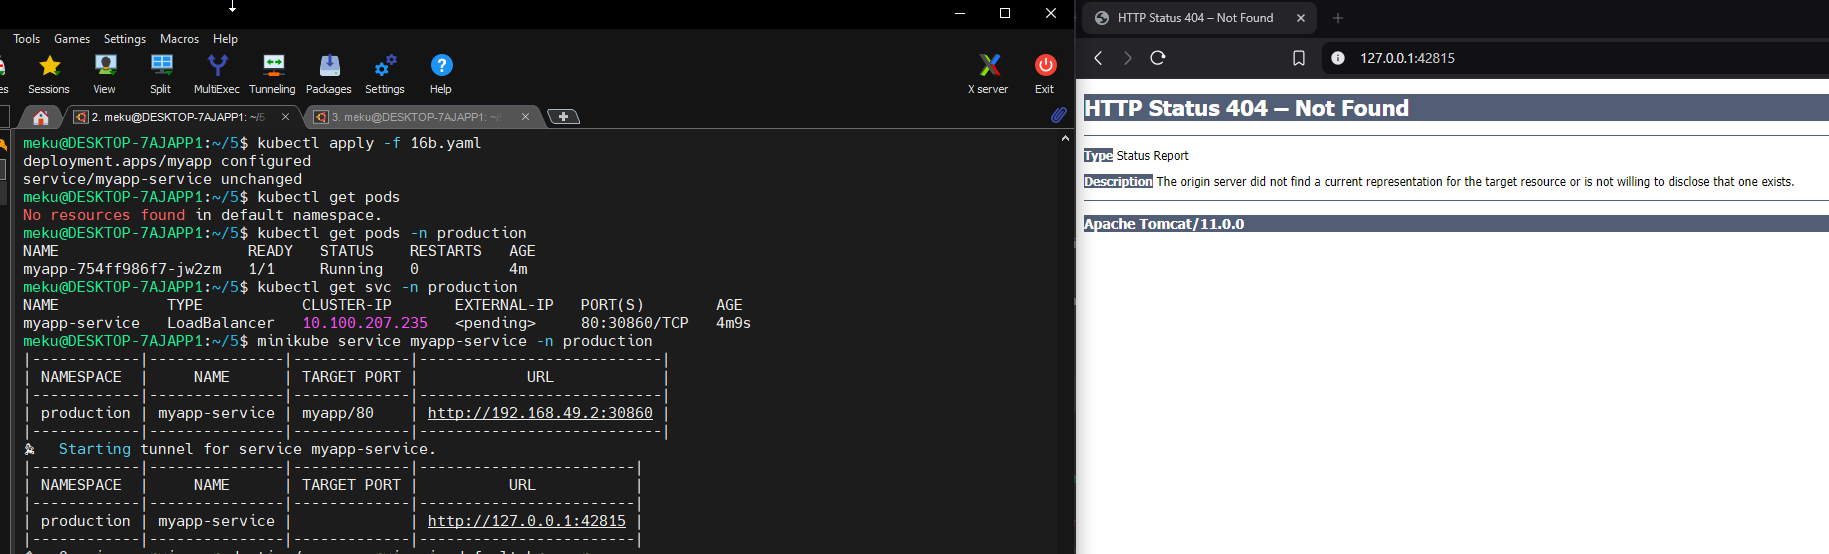 Tools Games Settings Macros Help
Sessions View Split MultiExec Tunneling Packages Settings Help X server Exit
2. meku@DESKTOP-7AJAPP1: ~/5
3. meku@DESKTOP-7AJAPP1: ~/
meku@DESKTOP-7AJAPP1:~/5$ kubectl apply -f 16b.yaml
deployment.apps/myapp configured
service/myapp-service unchanged
meku@DESKTOP-7AJAPP1:~/5$ kubectl get pods
No resources found in default namespace.
meku@DESKTOP-7AJAPP1:~/5$ kubectl get pods -n production
NAME READY STATUS RESTARTS AGE
myapp-754ff986f7-jw2zm 1/1 Running 0 4m
meku@DESKTOP-7AJAPP1:~/5$ kubectl get svc -n production
NAME TYPE CLUSTER-IP EXTERNAL-IP PORT(S) AGE
myapp-service LoadBalancer 10.100.207.235 <pending> 80:30860/TCP 4m9s
meku@DESKTOP-7AJAPP1:~/5$ minikube service myapp-service -n production
|------------|---------------|-------------|---------------------------|
| NAMESPACE | NAME | TARGET PORT | URL |
|------------|---------------|-------------|---------------------------|
| production | myapp-service | myapp/80 | http://192.168.49.2:30860 |
|------------|---------------|-------------|---------------------------|
Starting tunnel for service myapp-service.
|------------|---------------|-------------|------------------------|
| NAMESPACE | NAME | TARGET PORT | URL |
|------------|---------------|-------------|------------------------|
| production | myapp-service | | http://127.0.0.1:42815 |
|------------|---------------|-------------|------------------------|
HTTP Status 404 – Not Found
127.0.0.1:42815
HTTP Status 404 – Not Found
Type Status Report
Description The origin server did not find a current representation for the target resource or is not willing to disclose that one exists.
Apache Tomcat/11.0.0